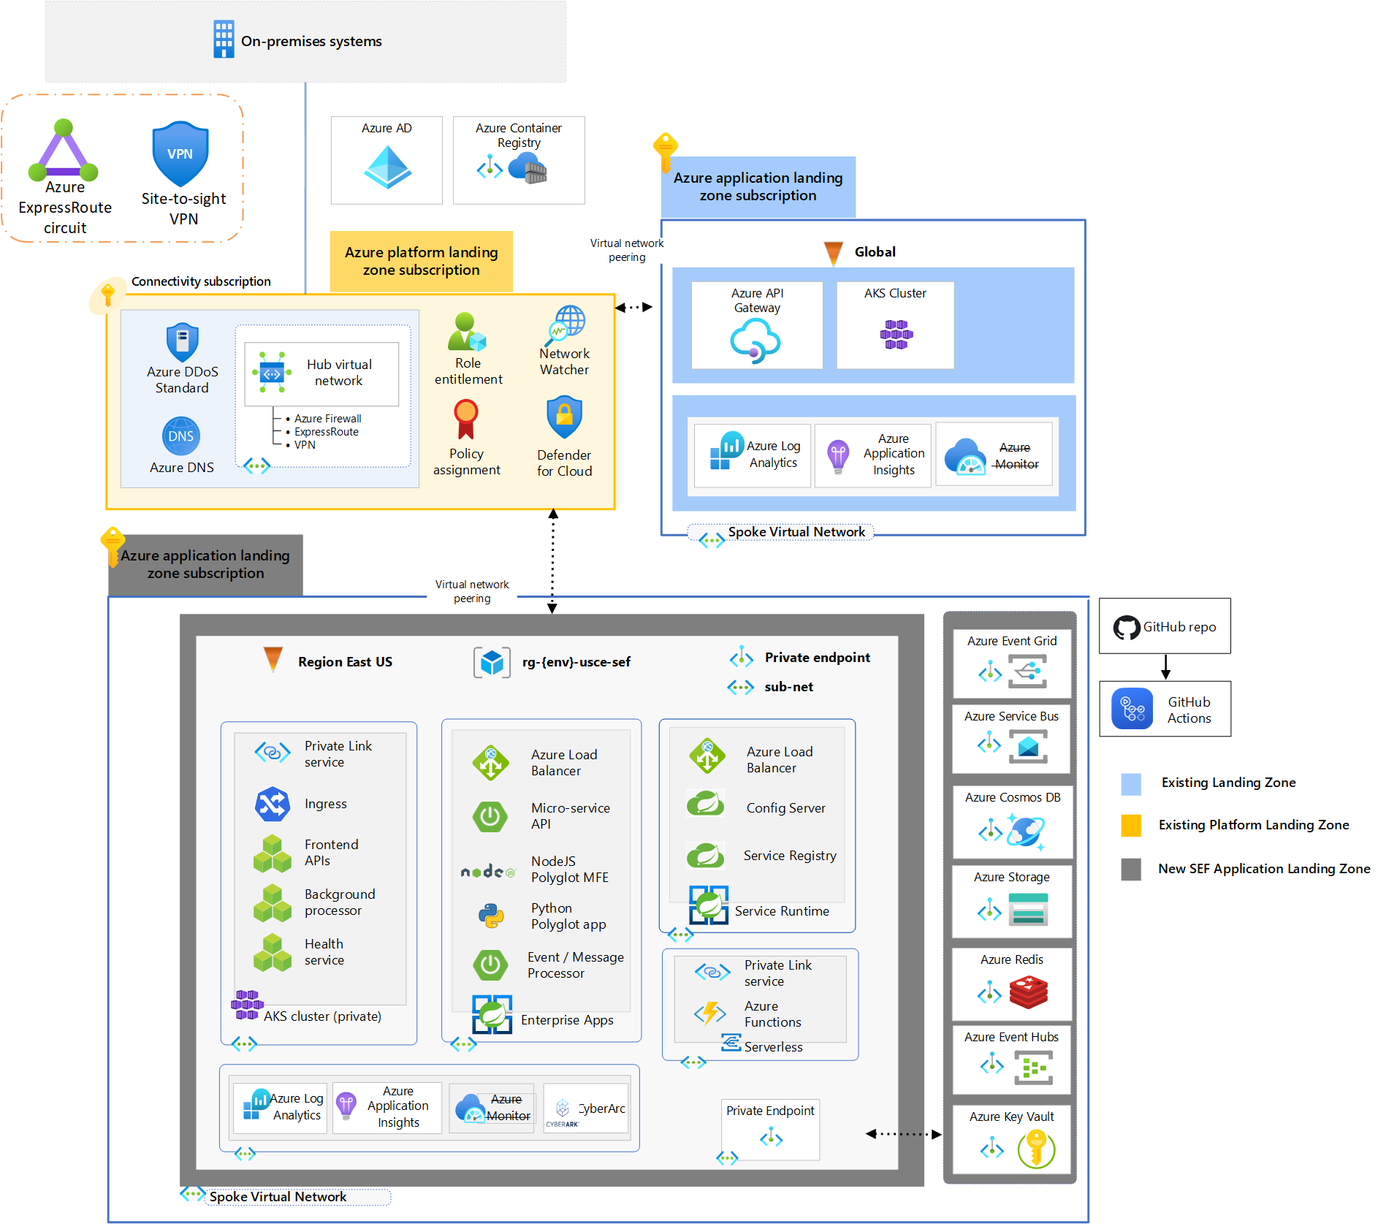 On-premises systems
Azure
ExpressRoute
circuit
VPN
Site-to-sight
VPN
Azure AD
Azure Container
Registry
Azure application landing
zone subscription
Azure platform landing
zone subscription
Virtual network
peering
Connectivity subscription
Azure DDoS
Standard
DNS
Azure DNS
Hub virtual
network
• Azure Firewall
• ExpressRoute
• VPN
Role
entitlement
Network
Watcher
Policy
assignment
Defender
for Cloud
Global
Azure API
Gateway
AKS Cluster
Azure Log
Analytics
Azure
Application
Insights
Azure
Monitor
Spoke Virtual Network
Azure application landing
zone subscription
Virtual network
peering
Region East US
rg-{env}-usce-sef
Private endpoint
sub-net
Private Link
service
Ingress
Frontend
APIs
Background
processor
Health
service
AKS cluster (private)
Azure Load
Balancer
Micro-service
API
node js
NodeJS
Polyglot MFE
Python
Polyglot app
Event / Message
Processor
Enterprise Apps
Azure Load
Balancer
Config Server
Service Registry
Service Runtime
Private Link
service
Azure
Functions
Serverless
Azure Log
Analytics
Azure
Application
Insights
Azure
Monitor
CYBERARK
CyberArc
Private Endpoint
Spoke Virtual Network
Azure Event Grid
Azure Service Bus
Azure Cosmos DB
Azure Storage
Azure Redis
Azure Event Hubs
Azure Key Vault
GitHub repo
GitHub
Actions
Existing Landing Zone
Existing Platform Landing Zone
New SEF Application Landing Zone